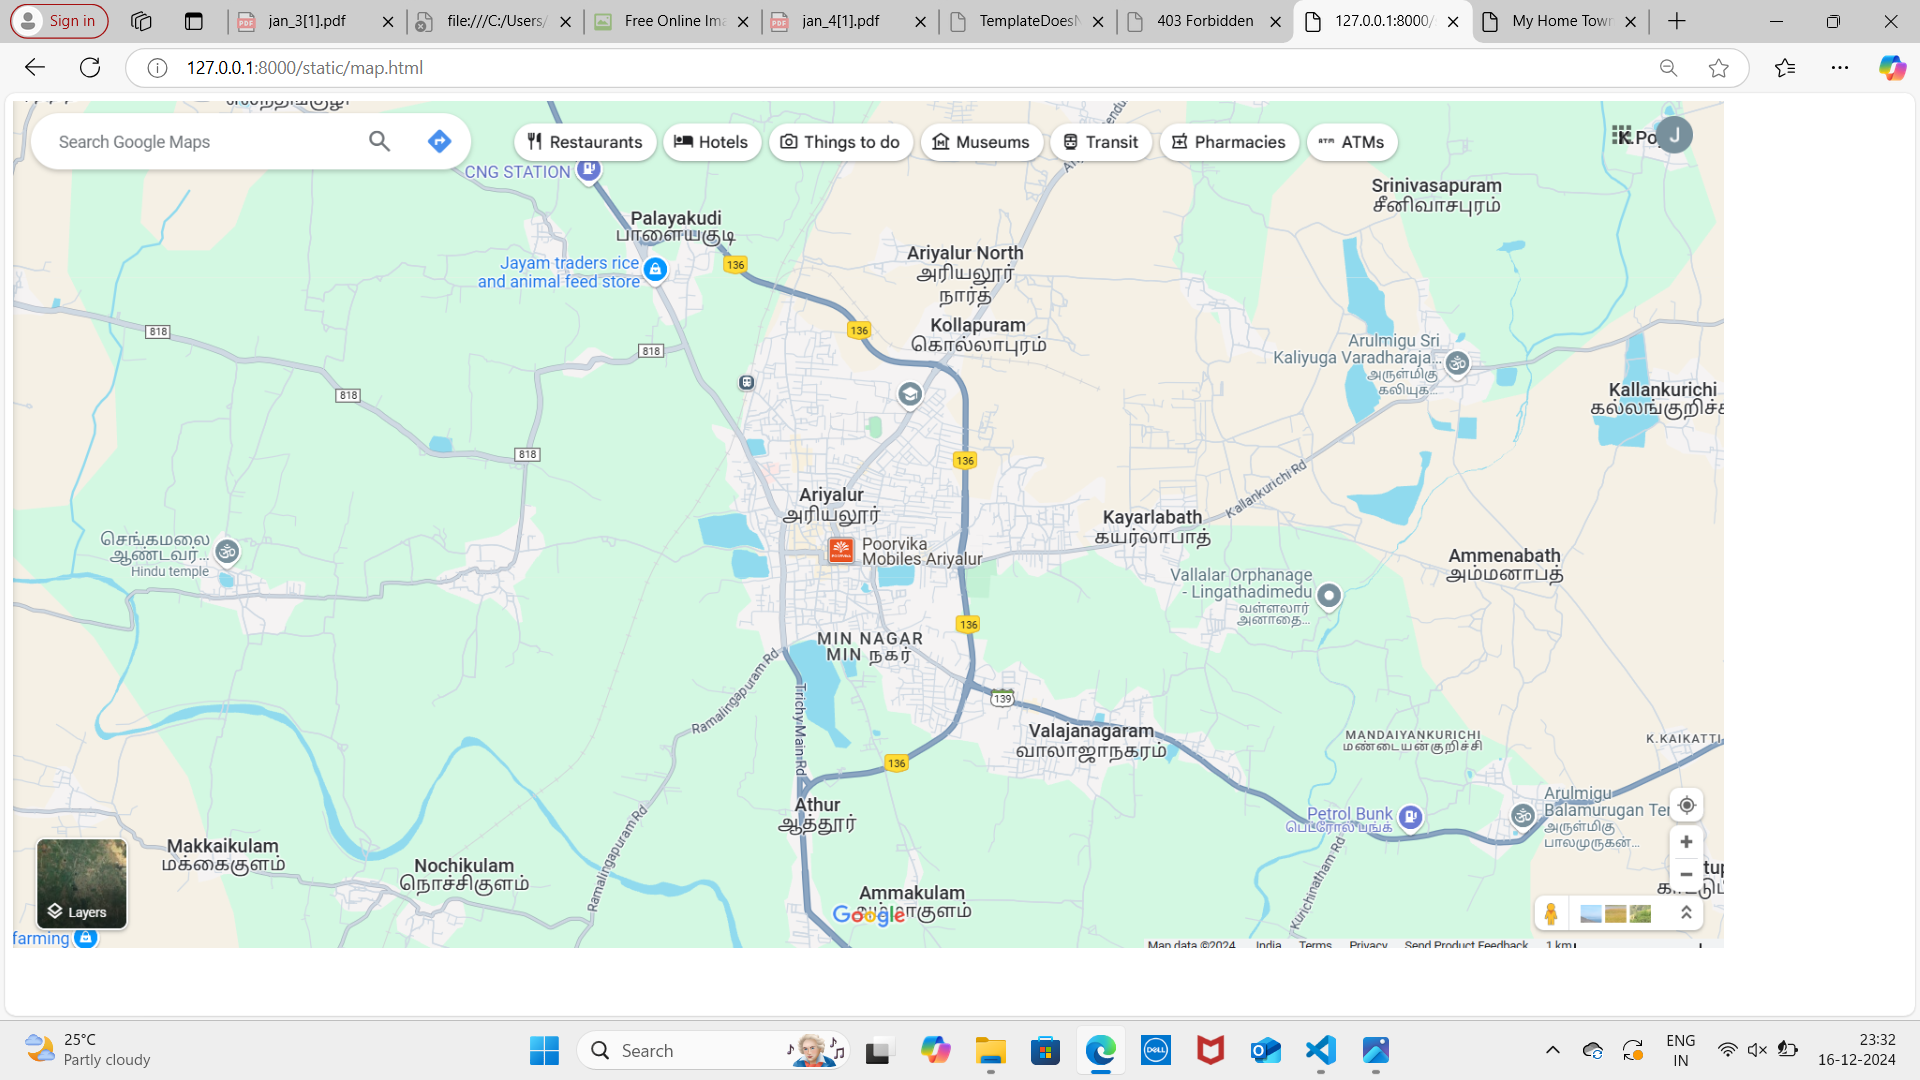 Sign in
jan_3[1].pdf
file:///C:/Users/
Free Online Ima
jan_4[1].pdf
TemplateDoesN
403 Forbidden
127.0.0.1:8000/
My Home Town
127.0.0.1:8000/static/map.html
Search Google Maps
Restaurants
Hotels
Things to do
Museums
Transit
Pharmacies
ATMs
J
CNG STATION
Srinivasapuram
சீனிவாசபுரம்
Palayakudi
பாளையகுடி
Ariyalur North
அரியலூர்
நார்த்
Jayam traders rice
and animal feed store
136
818
136
Kollapuram
கொல்லாபுரம்
818
Arulmigu Sri
Kaliyuga Varadharaja...
அருள்மிகு
கலியுக...
818
Kallankurichi
818
136
Kallankurichi Rd
Ariyalur
அரியலூர்
Kayarlabath
கயர்லாபாத்
செங்கமலை
ஆண்டவர்...
Hindu temple
Poorvika
Mobiles Ariyalur
Ammenabath
அம்மனாபத்
Vallalar Orphanage
- Lingathadimedu
வள்ளலார்
அனாதை...
136
MIN NAGAR
MIN நகர்
Ramalingapuram Rd
Tirichy Main Rd
139
Valajanagaram
வாலாஜாநகரம்
MANDAIYANKURICHI
மண்டையன்குறிச்சி
K.KAIKATTI
136
Athur
ஆத்தூர்
Petrol Bunk
பெட்ரோல் பங்க்
Arulmigu
Balamurugan Te
அருள்மிகு
பாலமுருகன்...
Makkaikulam
மக்கைகுளம்
Nochikulam
நொச்சிகுளம்
Ramalingapuram Rd
Kurichinatham Rd
Ammakulam
Google
Layers
farming
Map data ©2024
India
Terms
Privacy
Send Product Feedback
1 km
25°C
Partly cloudy
Search
DELL
ENG
IN
23:32
16-12-2024